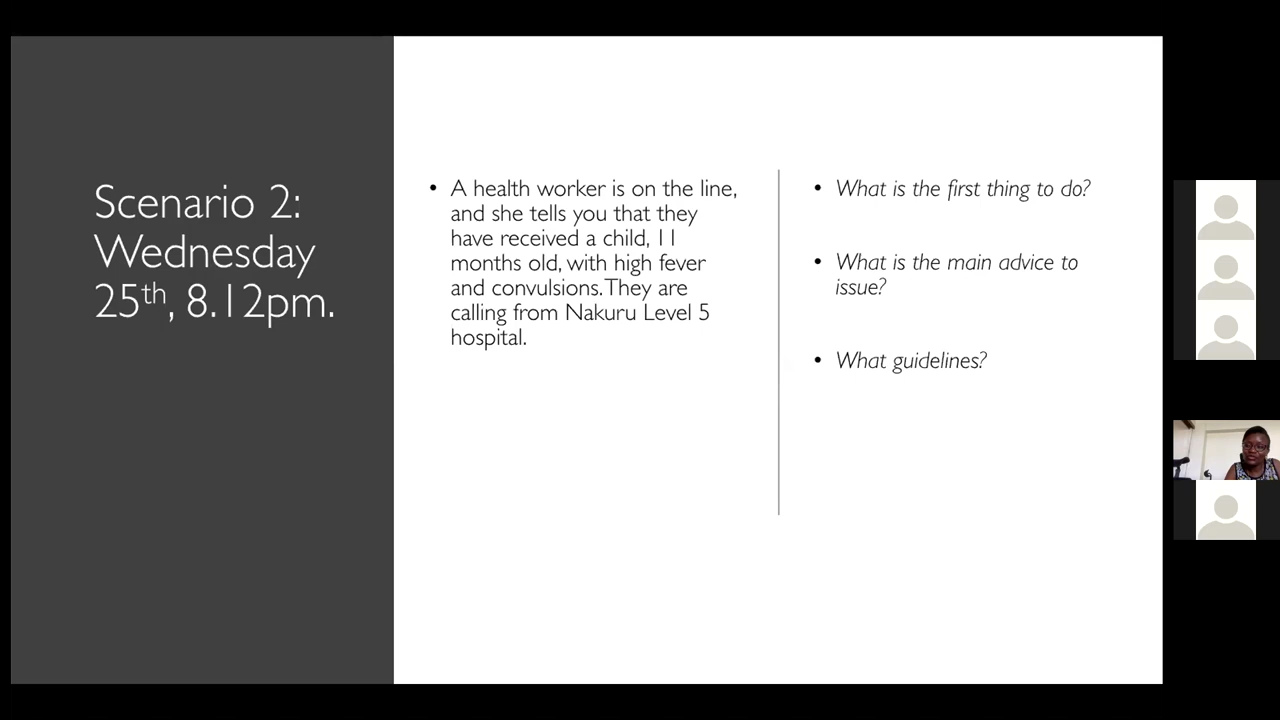 Scenario 2:
Wednesday
25th, 8.12pm.
• A health worker is on the line,
and she tells you that they
have received a child, 11
months old, with high fever
and convulsions.They are
calling from Nakuru Level 5
hospital.
• What is the first thing to do?
• What is the main advice to
issue?
• What guidelines?